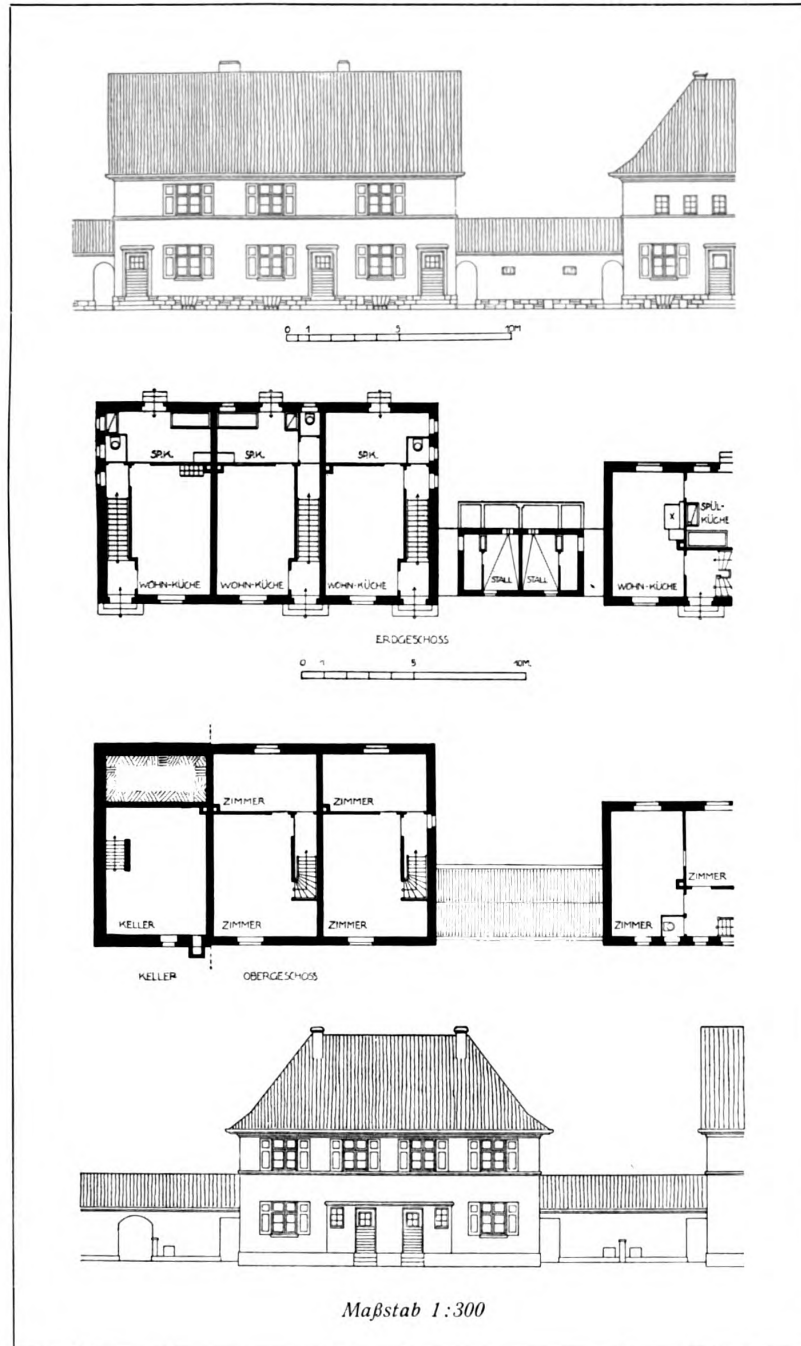 0 1 5 10M
SP.K. SP.K. SP.K.
SPÜL-
KÜCHE
STALL STALL
WOHN-KÜCHE WOHN-KÜCHE WOHN-KÜCHE WOHN-KÜCHE
ERDGESCHOSS
0 1 5 10M.
ZIMMER ZIMMER
ZIMMER
KELLER ZIMMER ZIMMER ZIMMER
KELLER OBERGESCHOSS
Maßstab 1:300